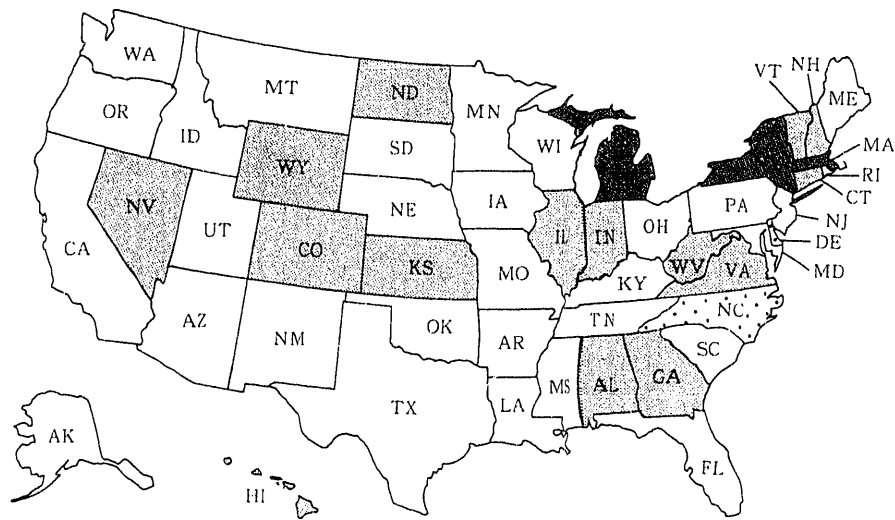 WA
MT
ND
MN
VT
NH
ME
OR
ID
SD
WI
MA
WY
RI
CT
NV
NE
IA
PA
NJ
UT
IL
IN
OH
DE
CA
CO
WV
MD
KS
MO
VA
KY
AZ
NM
OK
TN
NC
AR
SC
TX
MS
AL
GA
LA
AK
FL
HI